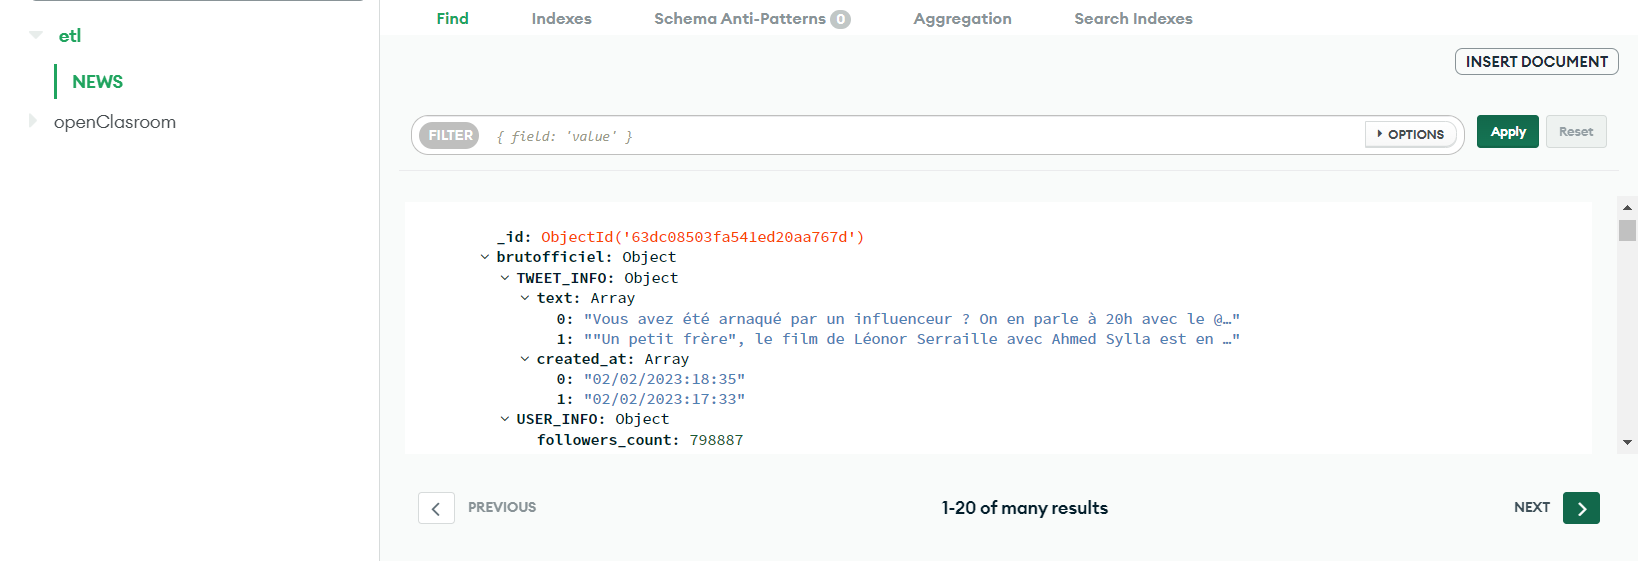 Find Indexes Schema Anti-Patterns 0 Aggregation Search Indexes
etl
NEWS
openClasroom
INSERT DOCUMENT
FILTER { field: 'value' } OPTIONS Apply Reset
_id: ObjectId('63dc08503fa541ed20aa767d')
brutofficiel: Object
TWEET_INFO: Object
text: Array
0: "Vous avez été arnaqué par un influenceur ? On en parle à 20h avec le @…"
1: ""Un petit frère", le film de Léonor Serraille avec Ahmed Sylla est en …"
created_at: Array
0: "02/02/2023:18:35"
1: "02/02/2023:17:33"
USER_INFO: Object
followers_count: 798887
PREVIOUS 1-20 of many results NEXT